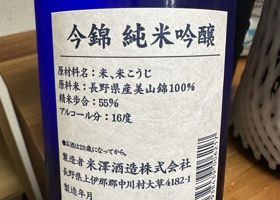 今錦 純米吟醸
原材料名：米、米こうじ
原料米：長野県産美山錦100%
精米歩合：55%
アルコール分：16度
●お酒は20歳になってから。
製造者 米澤酒造株式会社
長野県上伊那郡中川村大草4182-1
製造年月